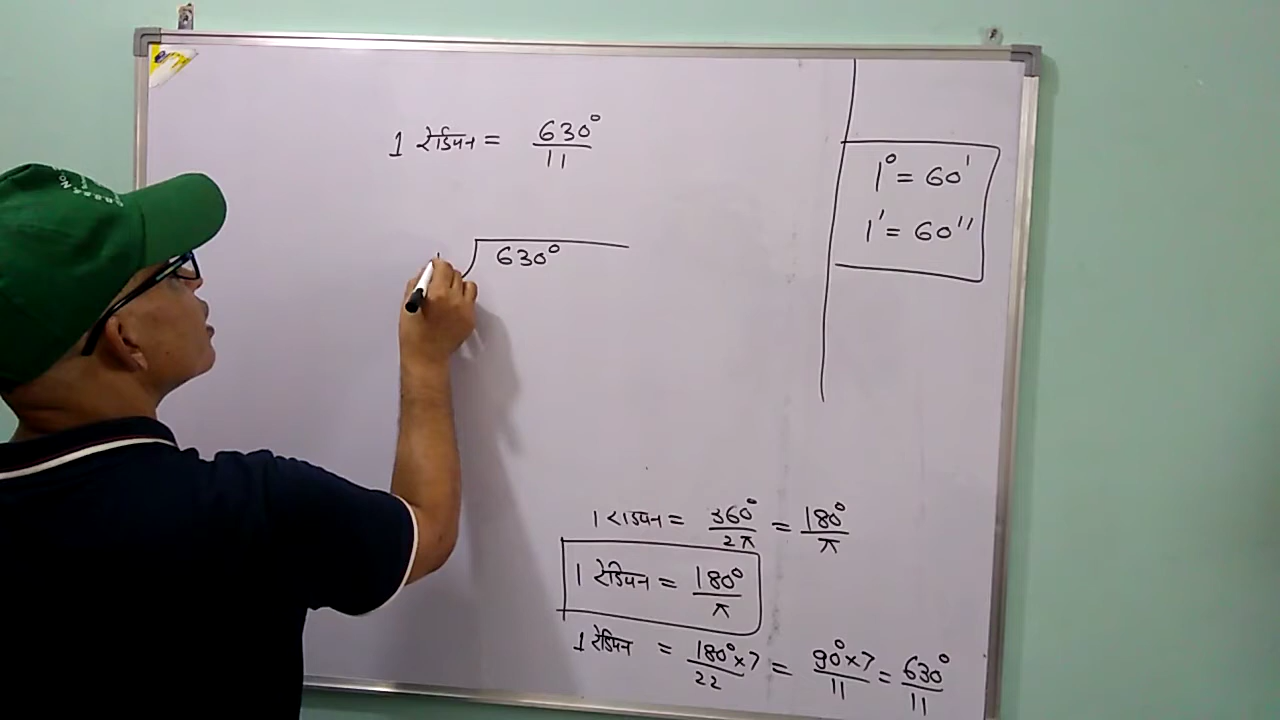 1 रेडियन = 630°/11
630°
1° = 60'
1' = 60''
1 रेडियन = 360°/2π = 180°/π
1 रेडियन = 180°/π
1 रेडियन = 180°×7/22 = 90°×7/11 = 630°/11